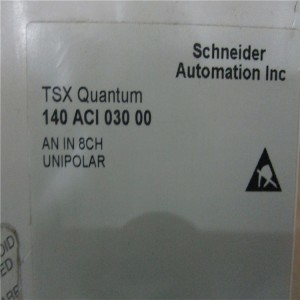 Schneider
Automation Inc
TSX Quantum
140 ACI 030 00
AN IN 8CH
UNIPOLAR